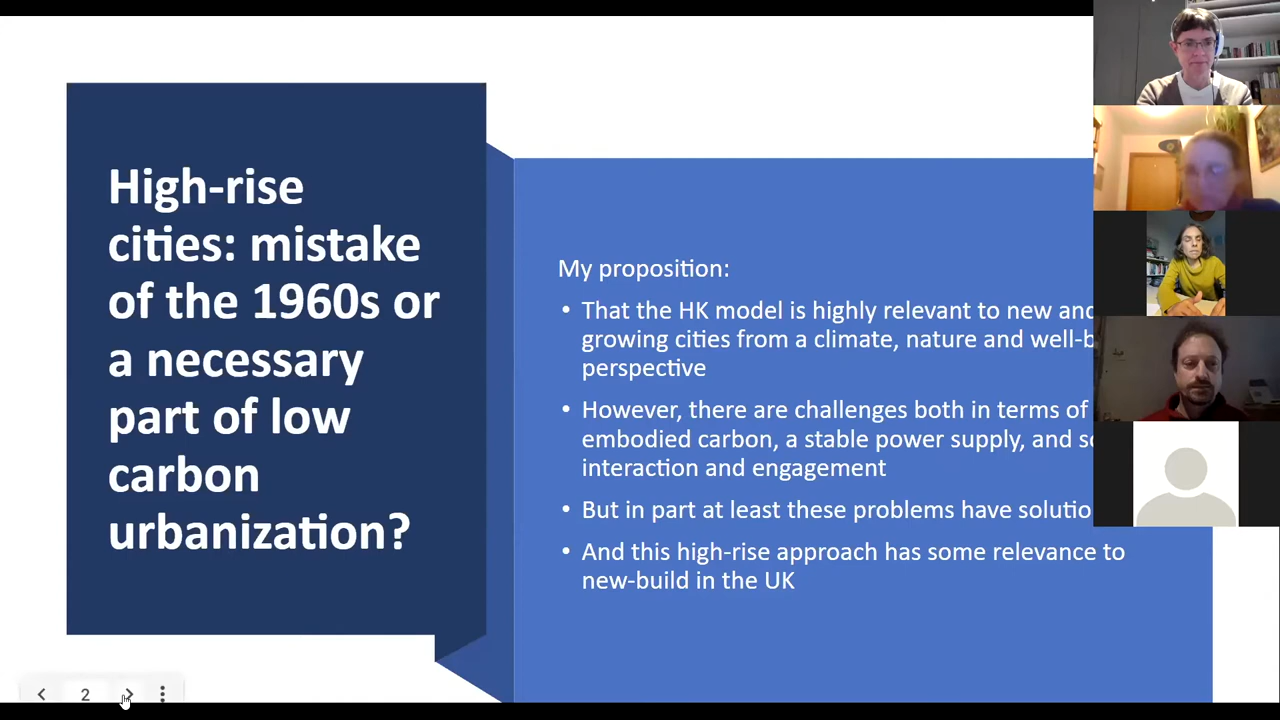 High-rise
cities: mistake
of the 1960s or
a necessary
part of low
carbon
urbanization?
My proposition:
• That the HK model is highly relevant to new and
growing cities from a climate, nature and well-b
perspective
• However, there are challenges both in terms of
embodied carbon, a stable power supply, and so
interaction and engagement
• But in part at least these problems have solutio
• And this high-rise approach has some relevance to
new-build in the UK
2